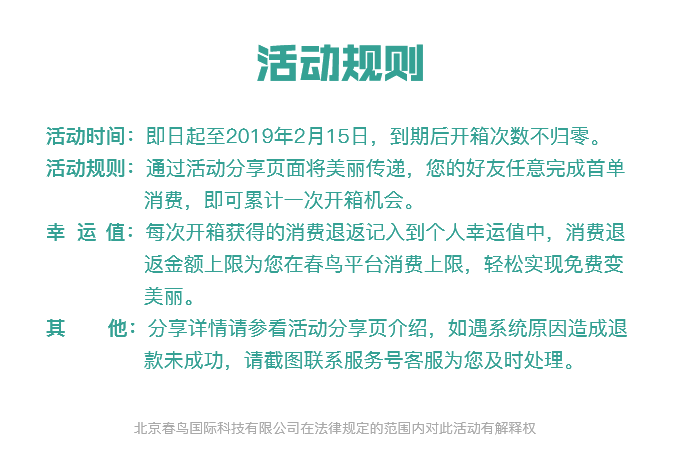 活动规则
活动时间：即日起至2019年2月15日，到期后开箱次数不归零。
活动规则：通过活动分享页面将美丽传递，您的好友任意完成首单
消费，即可累计一次开箱机会。
幸 运 值：每次开箱获得的消费退返记入到个人幸运值中，消费退
返金额上限为您在春鸟平台消费上限，轻松实现免费变
美丽。
其 他：分享详情请参看活动分享页介绍，如遇系统原因造成退
款未成功，请截图联系服务号客服为您及时处理。
北京春鸟国际科技有限公司在法律规定的范围内对此活动有解释权